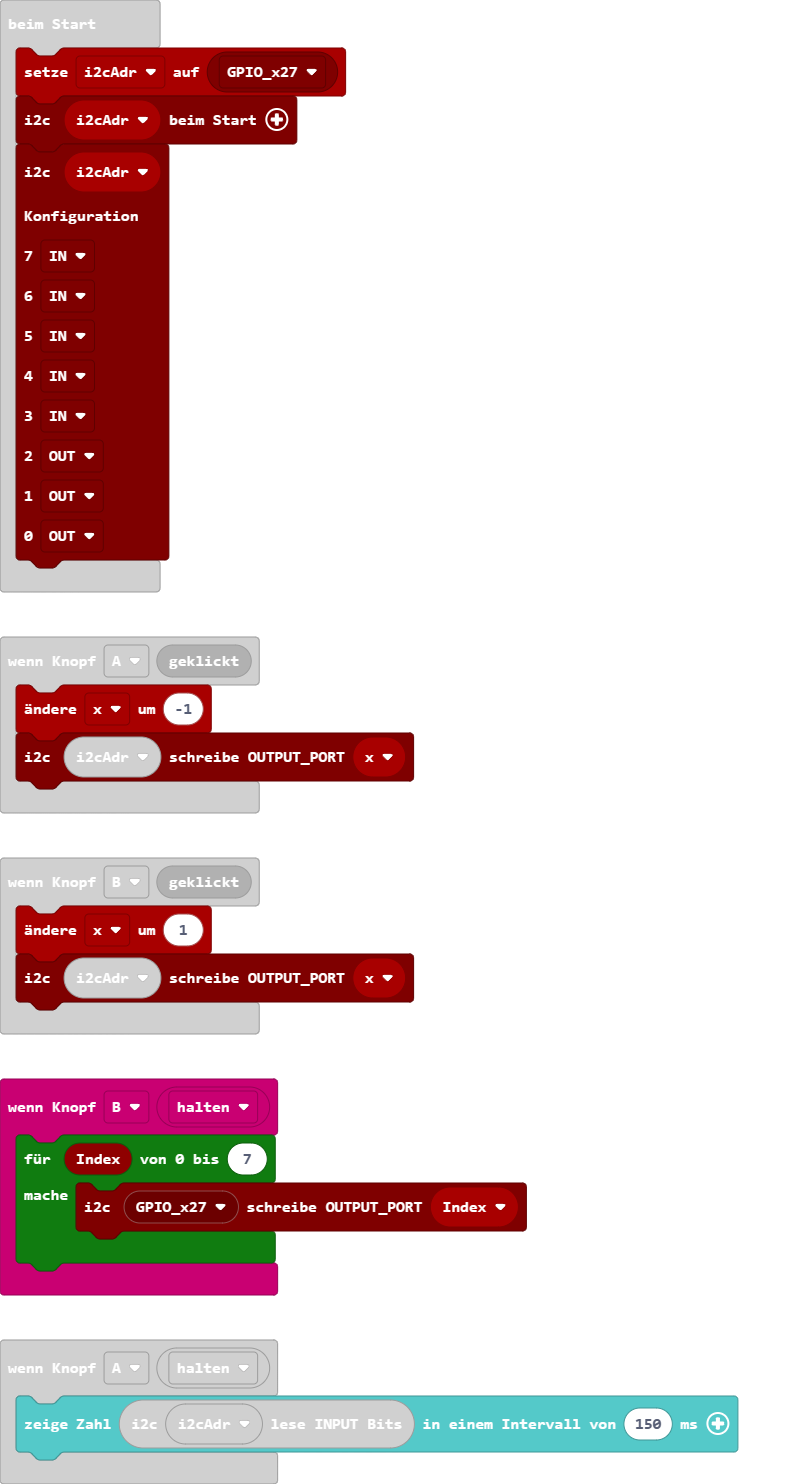 beim Start
setze i2cAdr auf GPIO_x27
i2c i2cAdr beim Start
i2c i2cAdr
Konfiguration
7 IN
6 IN
5 IN
4 IN
3 IN
2 OUT
1 OUT
0 OUT
wenn Knopf A geklickt
ändere x um -1
i2c i2cAdr schreibe OUTPUT_PORT x
wenn Knopf B geklickt
ändere x um 1
i2c i2cAdr schreibe OUTPUT_PORT x
wenn Knopf B halten
für Index von 0 bis 7
mache
i2c GPIO_x27 schreibe OUTPUT_PORT Index
wenn Knopf A halten
zeige Zahl i2c i2cAdr lese INPUT Bits in einem Intervall von 150 ms